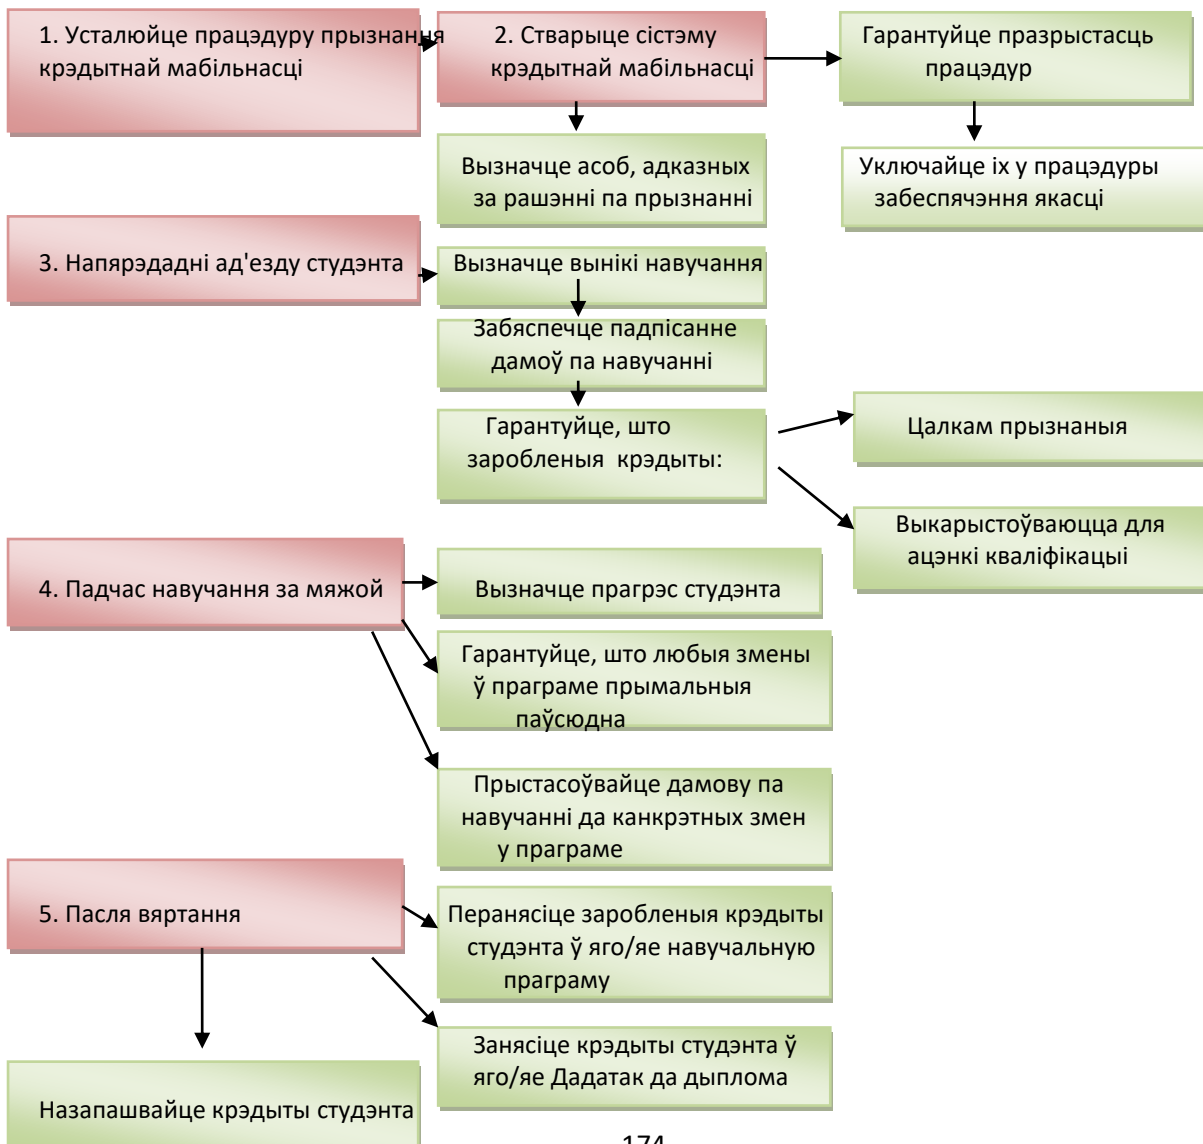 1. Усталюйце працэдуру прызнання
крэдытнай мабільнасці
2. Стварыце сістэму
крэдытнай мабільнасці
Гарантуйце празрыстасць
працэдур
Вызначце асоб, адказных
за рашэнні па прызнанні
Уключайце іх у працэдуры
забеспячэння якасці
3. Напярэдадні ад'езду студэнта
Вызначце вынікі навучання
Забяспечце падпісанне
дамоў па навучанні
Гарантуйце, што
заробленыя крэдыты:
Цалкам прызнаныя
Выкарыстоўваюцца для
ацэнкі кваліфікацыі
4. Падчас навучання за мяжой
Вызначце прагрэс студэнта
Гарантуйце, што любыя змены
ў праграме прымальныя
паўсюдна
Прыстасоўвайце дамову па
навучанні да канкрэтных змен
у праграме
5. Пасля вяртання
Перанясіце заробленыя крэдыты
студэнта ў яго/яе навучальную
праграму
Занясіце крэдыты студэнта ў
яго/яе Дадатак да дыплома
Назапашвайце крэдыты студэнта
174